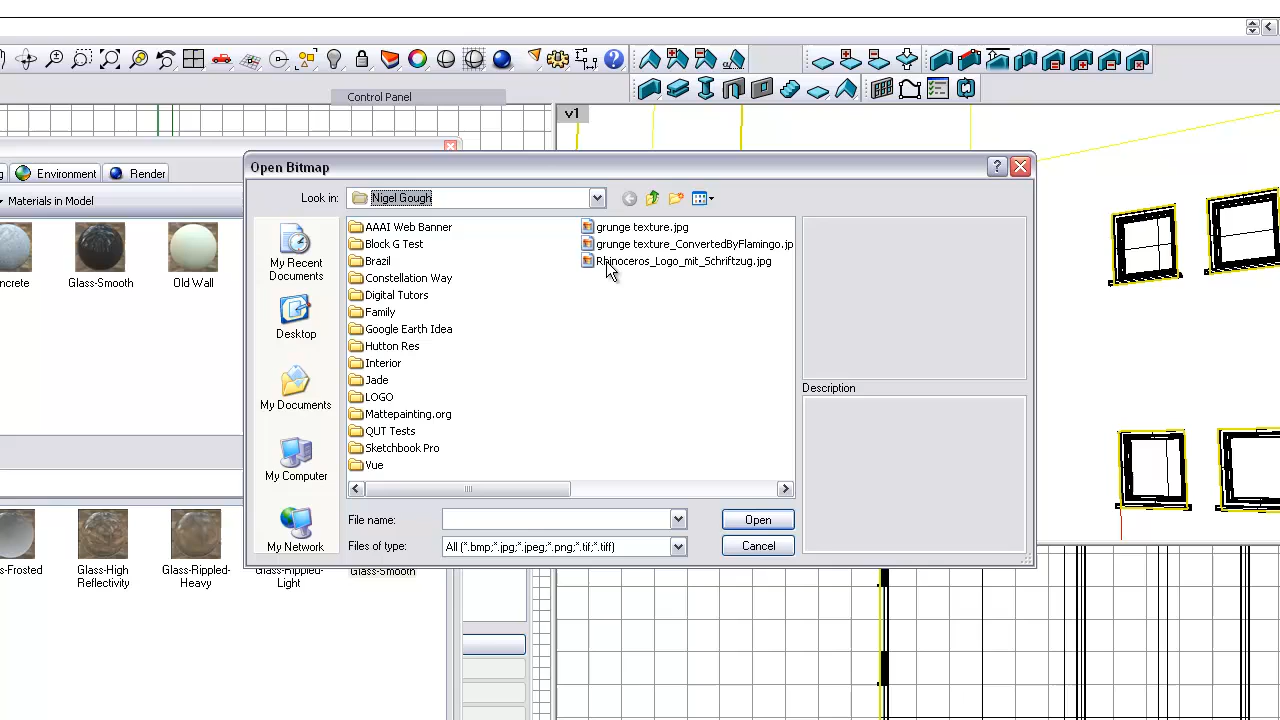 Control Panel
v1
Open Bitmap
Environment
Render
Look in:
Nigel Gough
Materials in Model
AAAI Web Banner
Block G Test
Brazil
Constellation Way
Digital Tutors
Family
Google Earth Idea
Hutton Res
Interior
Jade
LOGO
Mattepainting.org
QUT Tests
Sketchbook Pro
Vue
grunge texture.jpg
grunge texture_ConvertedByFlamingo.jp
Rhinoceros_Logo_mit_Schriftzug.jpg
My Recent
Documents
Desktop
My Documents
My Computer
My Network
Description
ncrete
Glass-Smooth
Old Wall
File name:
Open
Files of type:
All (*.bmp;*.jpg;*.jpeg;*.png;*.tif;*.tiff)
Cancel
s-Frosted
Glass-High
Reflectivity
Glass-Rippled-
Heavy
Glass-Rippled-
Light
Glass-Smooth